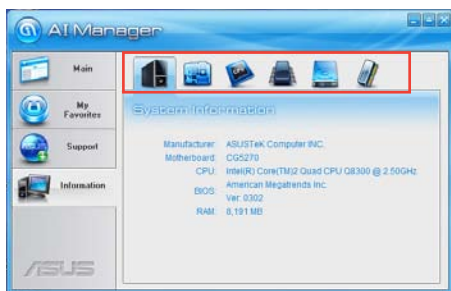 AI Manager
Main
My
Favorites
Support
Information
System Information
Manufacturer: ASUSTeK Computer INC.
Motherboard: CG5270
CPU: Intel(R) Core(TM)2 Quad CPU Q8300 @ 2.50GHz
BIOS: American Megatrends Inc.
Ver. 0302
RAM: 8,191 MB
ASUS